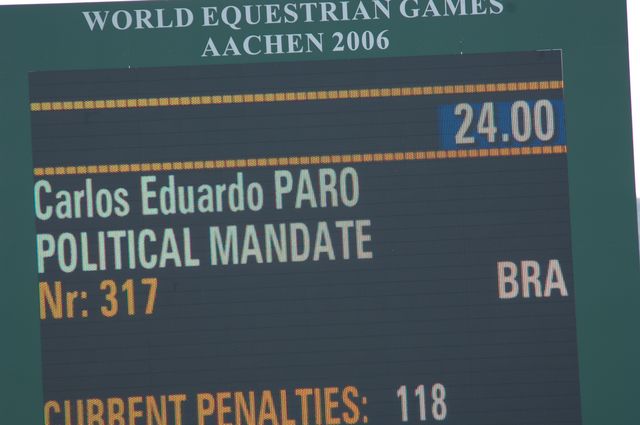 WORLD EQUESTRIAN GAMES
AACHEN 2006
24.00
Carlos Eduardo PARO
POLITICAL MANDATE
Nr: 317 BRA
CURRENT PENALTIES: 118